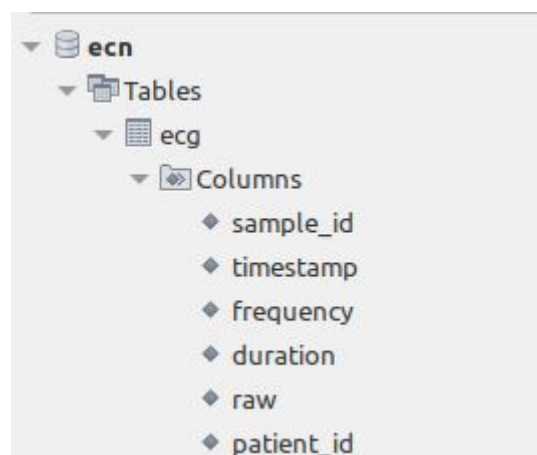 ecn
Tables
ecg
Columns
sample_id
timestamp
frequency
duration
raw
patient_id